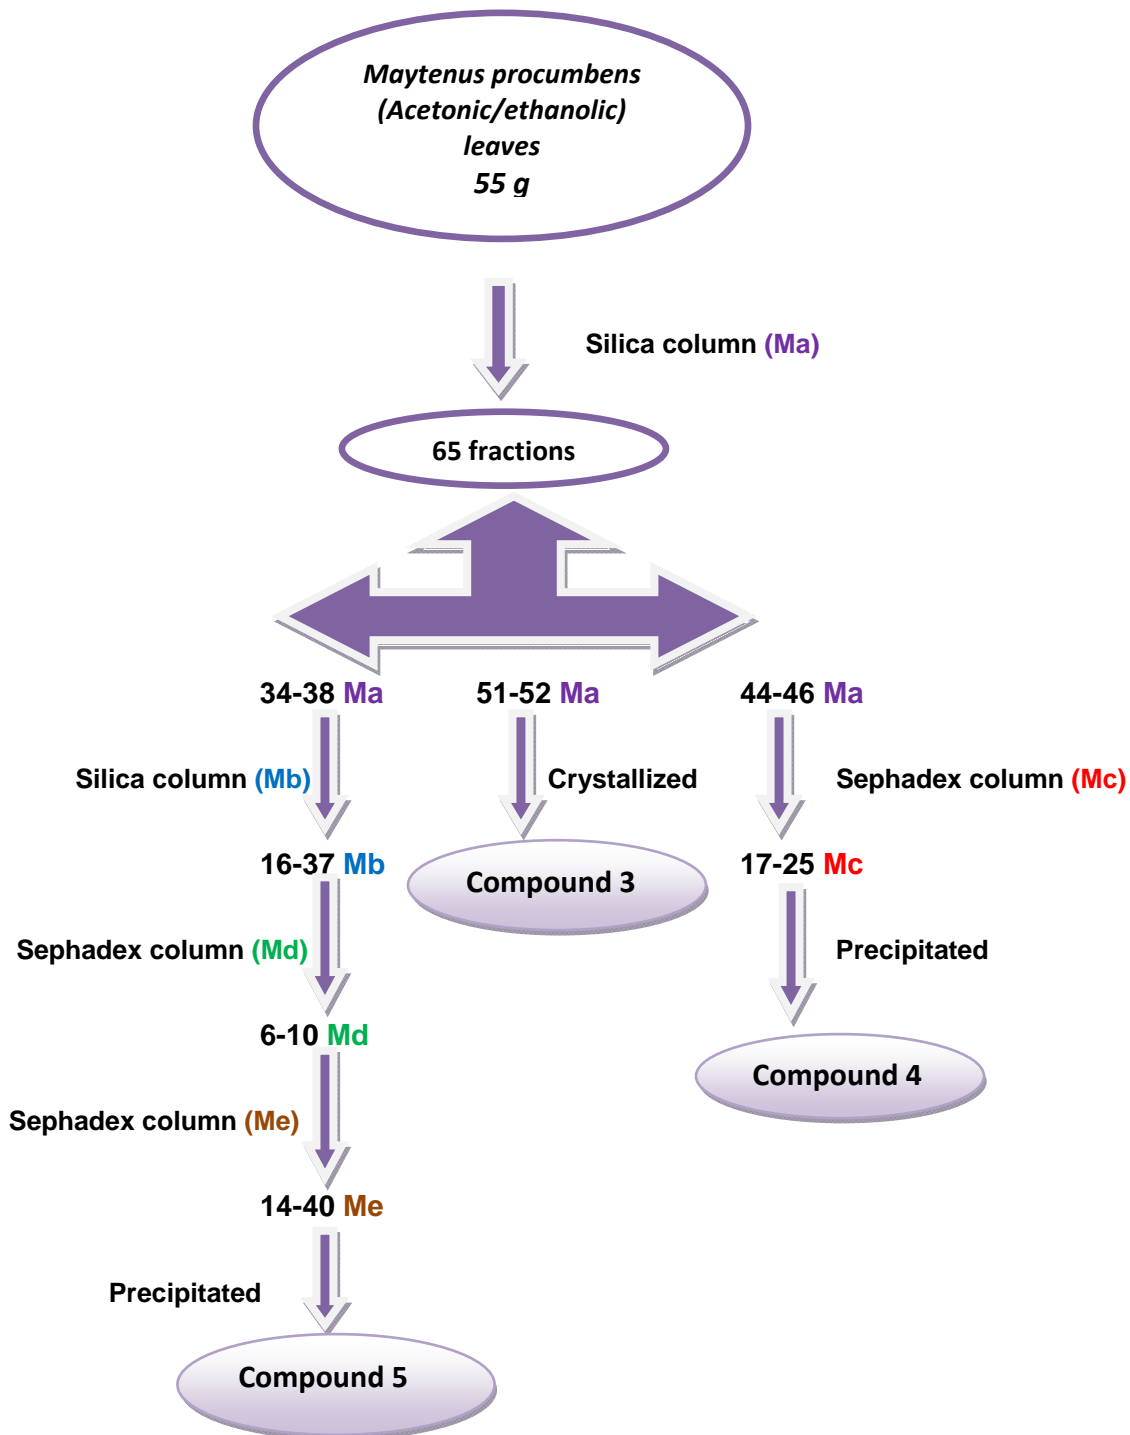 Maytenus procumbens
(Acetonic/ethanolic)
leaves
55 g
Silica column (Ma)
65 fractions
34-38 Ma
51-52 Ma
44-46 Ma
Silica column (Mb)
Crystallized
Sephadex column (Mc)
16-37 Mb
Compound 3
17-25 Mc
Sephadex column (Md)
Precipitated
6-10 Md
Compound 4
Sephadex column (Me)
14-40 Me
Precipitated
Compound 5